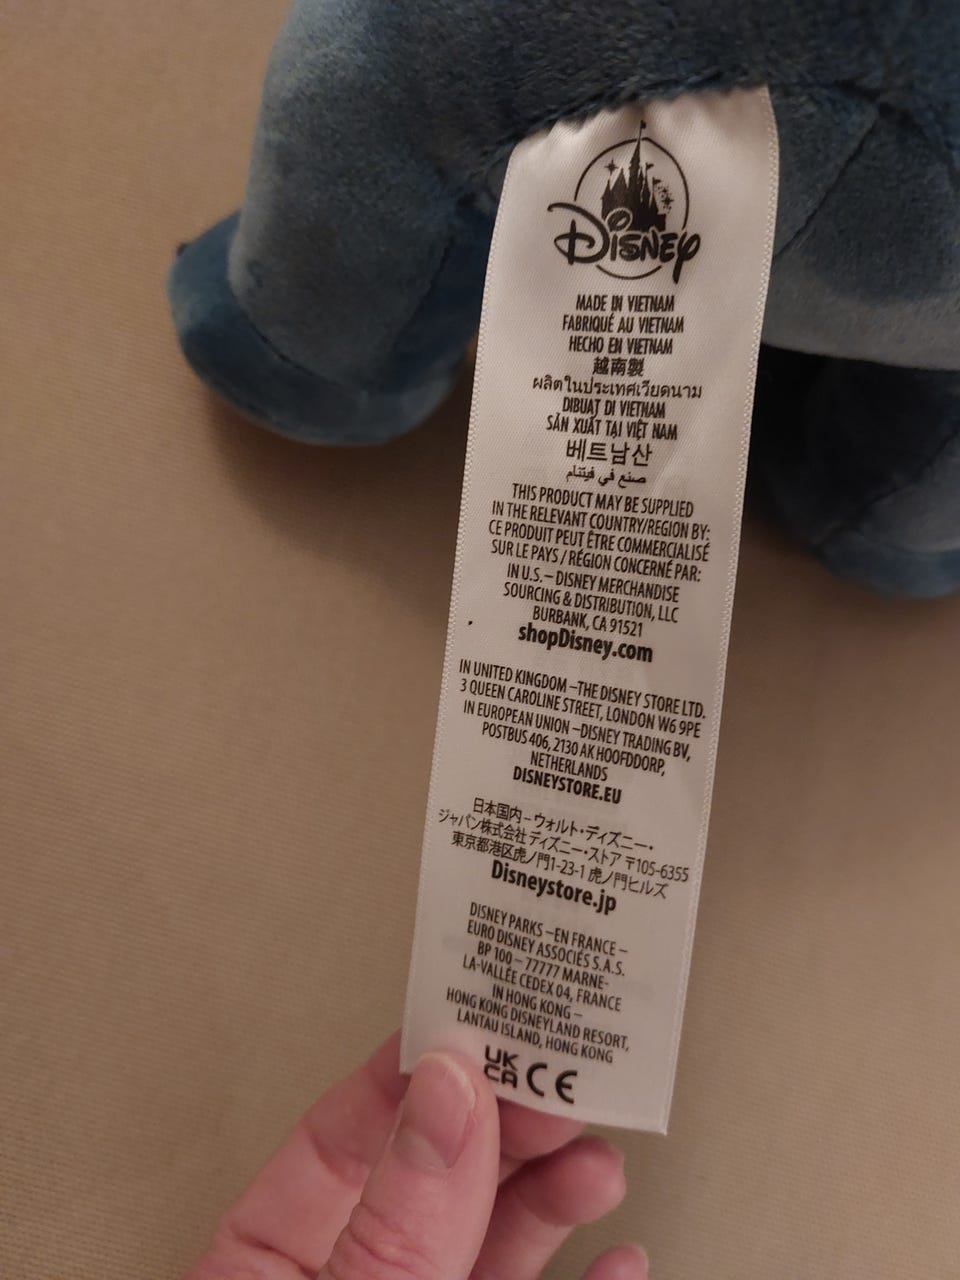 Disney
MADE IN VIETNAM
FABRIQUÉ AU VIETNAM
HECHO EN VIETNAM
越南製
ผลิตในประเทศเวียดนาม
DIBUAT DI VIETNAM
SẢN XUẤT TẠI VIỆT NAM
베트남산
صنع في فيتنام
THIS PRODUCT MAY BE SUPPLIED
IN THE RELEVANT COUNTRY/REGION BY:
CE PRODUIT PEUT ÊTRE COMMERCIALISÉ
SUR LE PAYS / RÉGION CONCERNÉ PAR:
IN U.S. – DISNEY MERCHANDISE
SOURCING & DISTRIBUTION, LLC
BURBANK, CA 91521
shopDisney.com
IN UNITED KINGDOM –THE DISNEY STORE LTD.
3 QUEEN CAROLINE STREET, LONDON W6 9PE
IN EUROPEAN UNION –DISNEY TRADING BV,
POSTBUS 406, 2130 AK HOOFDDORP,
NETHERLANDS
DISNEYSTORE.EU
日本国内–ウォルト・ディズニー・
ジャパン株式会社 ディズニー・ストア 〒105-6355
東京都港区虎ノ門1-23-1 虎ノ門ヒルズ
Disneystore.jp
DISNEY PARKS –EN FRANCE –
EURO DISNEY ASSOCIÉS S.A.S.
BP 100 – 77777 MARNE-
LA-VALLÉE CEDEX 04, FRANCE
IN HONG KONG –
HONG KONG DISNEYLAND RESORT,
LANTAU ISLAND, HONG KONG
UK
CA CE